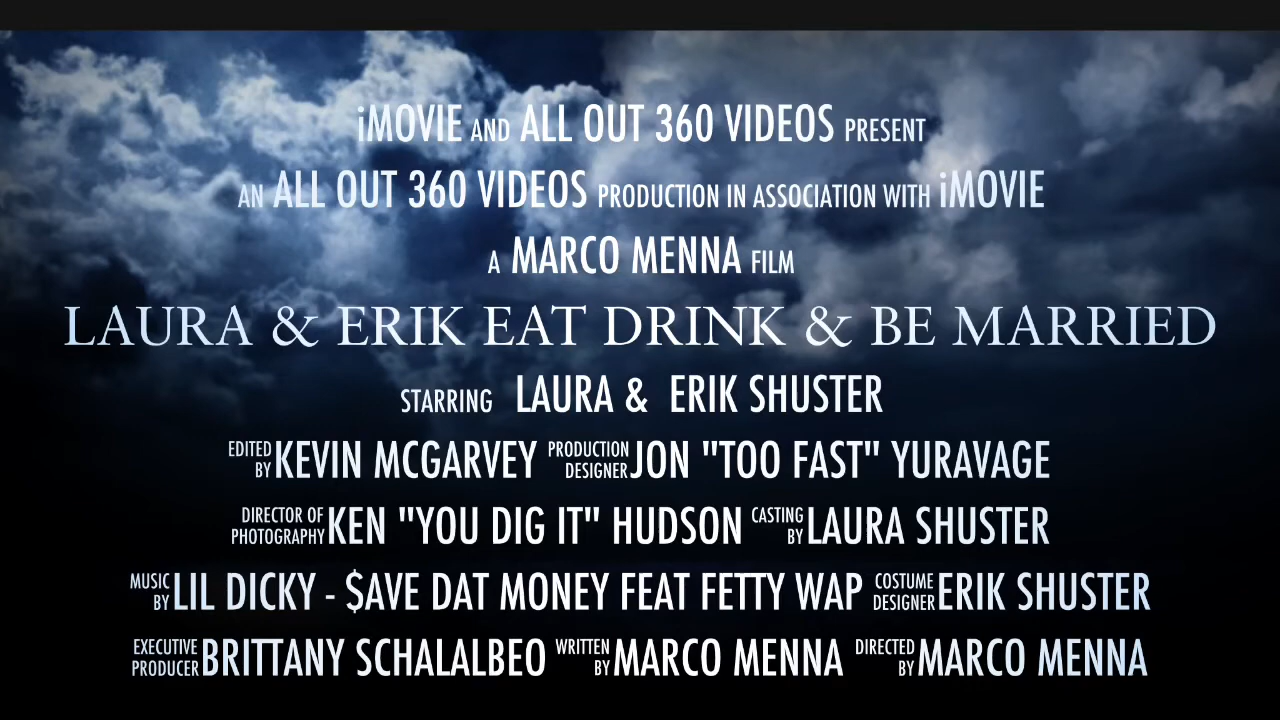 iMOVIE AND ALL OUT 360 VIDEOS PRESENT
AN ALL OUT 360 VIDEOS PRODUCTION IN ASSOCIATION WITH iMOVIE
A MARCO MENNA FILM
LAURA & ERIK EAT DRINK & BE MARRIED
STARRING LAURA & ERIK SHUSTER
EDITED BY KEVIN MCGARVEY PRODUCTION DESIGNER JON "TOO FAST" YURAVAGE
DIRECTOR OF PHOTOGRAPHY KEN "YOU DIG IT" HUDSON CASTING BY LAURA SHUSTER
MUSIC BY LIL DICKY - $AVE DAT MONEY FEAT FETTY WAP COSTUME DESIGNER ERIK SHUSTER
EXECUTIVE PRODUCER BRITTANY SCHALALBEO WRITTEN BY MARCO MENNA DIRECTED BY MARCO MENNA